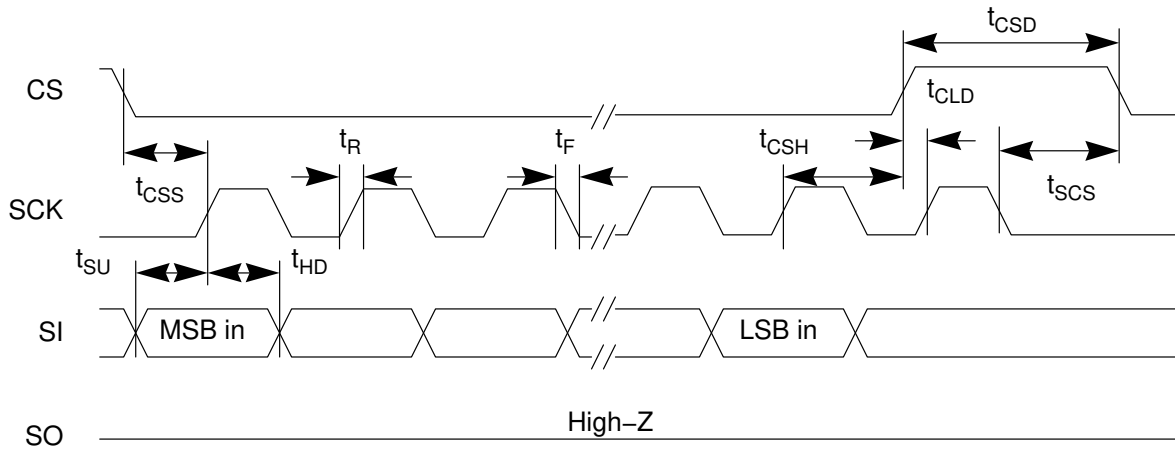 tCSD
CS
tCLD
tR
tF
tCSH
tCSS
tSCS
SCK
tSU
tHD
SI
MSB in
LSB in
High–Z
SO